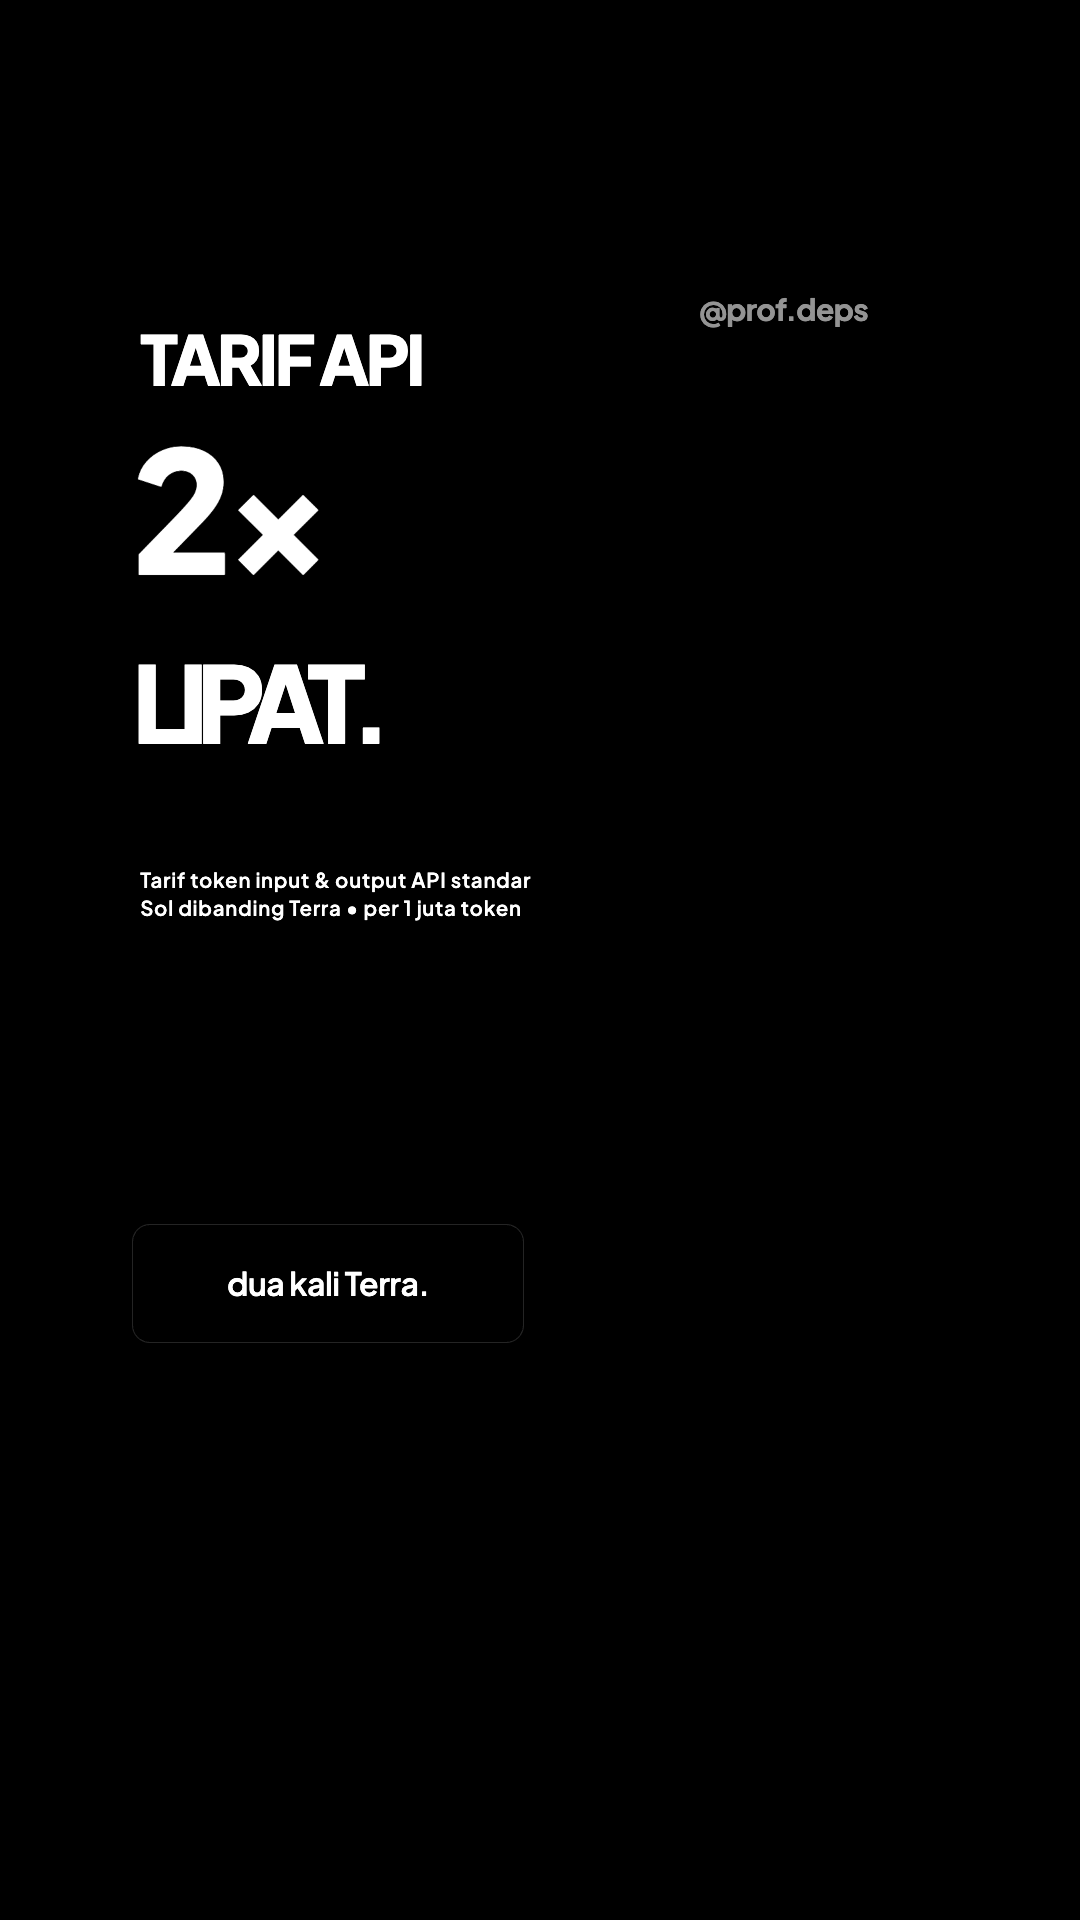 @prof.deps
TARIF API
2×
LIPAT.
Tarif token input & output API standar
Sol dibanding Terra • per 1 juta token
dua kali Terra.